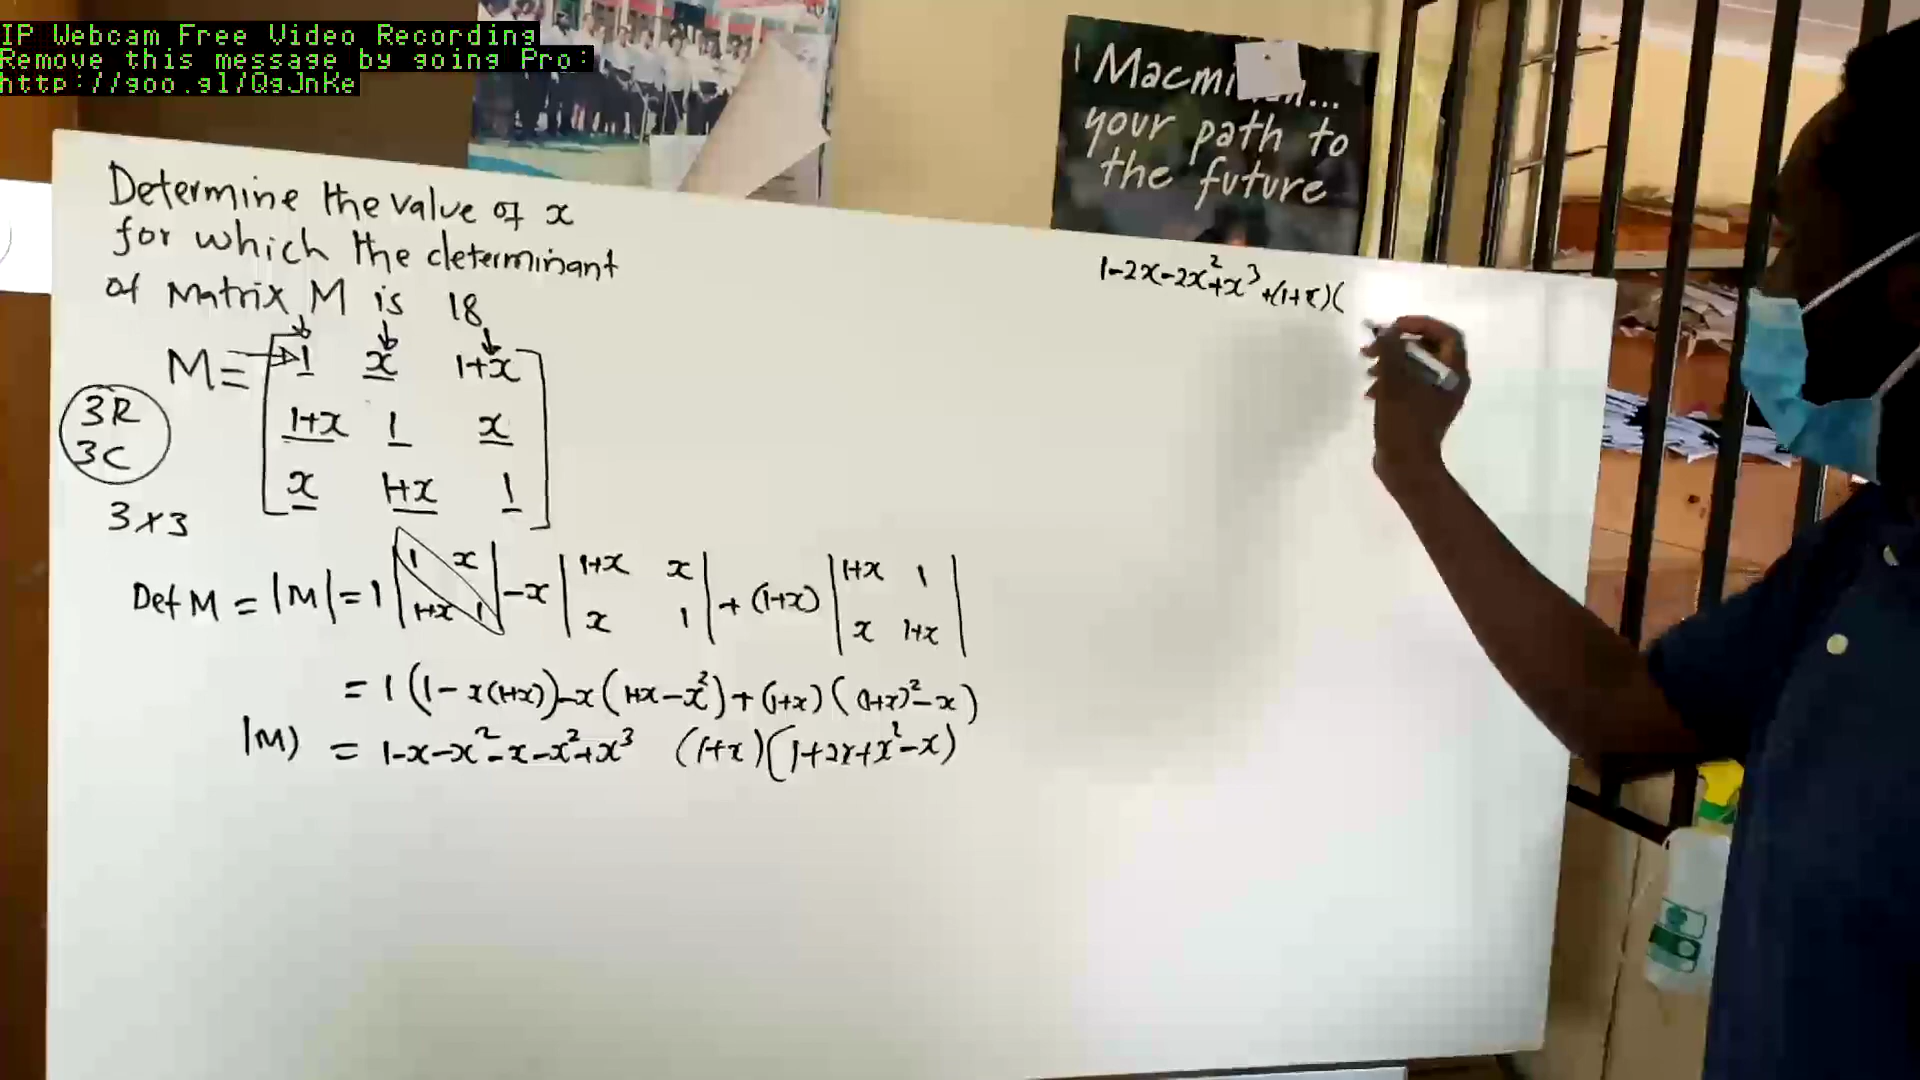 IP Webcam Free Video Recording
Remove this message by going Pro:
http://goo.gl/QgJnKe
Macmi
your path to
the future
Determine the value of x
for which the determinant
of Matrix M is 18
M= [1 x 1+x
1+x 1 x
x 1+x 1]
3R
3C
3x3
Det M = |M| = 1 |1 x; 1+x 1| -x |1+x x; x 1| + (1+x) |1+x 1; x 1+x|
= 1 (1-x(1+x))-x(1+x-x²)+(1+x)((1+x)²-x)
|M) = 1-x-x²-x-x²+x³ (1+x)(1+2x+x²-x)
1-2x-2x²+x³+(1+x)(